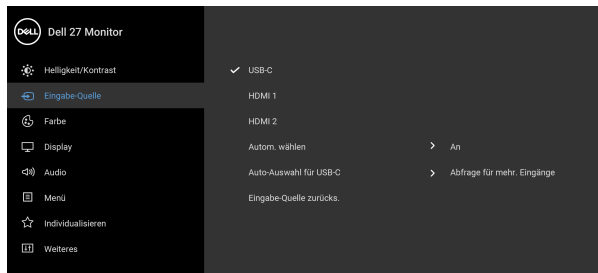 DELL Dell 27 Monitor
Helligkeit/Kontrast
Eingabe-Quelle
Farbe
Display
Audio
Menü
Individualisieren
Weiteres
USB-C
HDMI 1
HDMI 2
Autom. wählen An
Auto-Auswahl für USB-C Abfrage für mehr. Eingänge
Eingabe-Quelle zurücks.